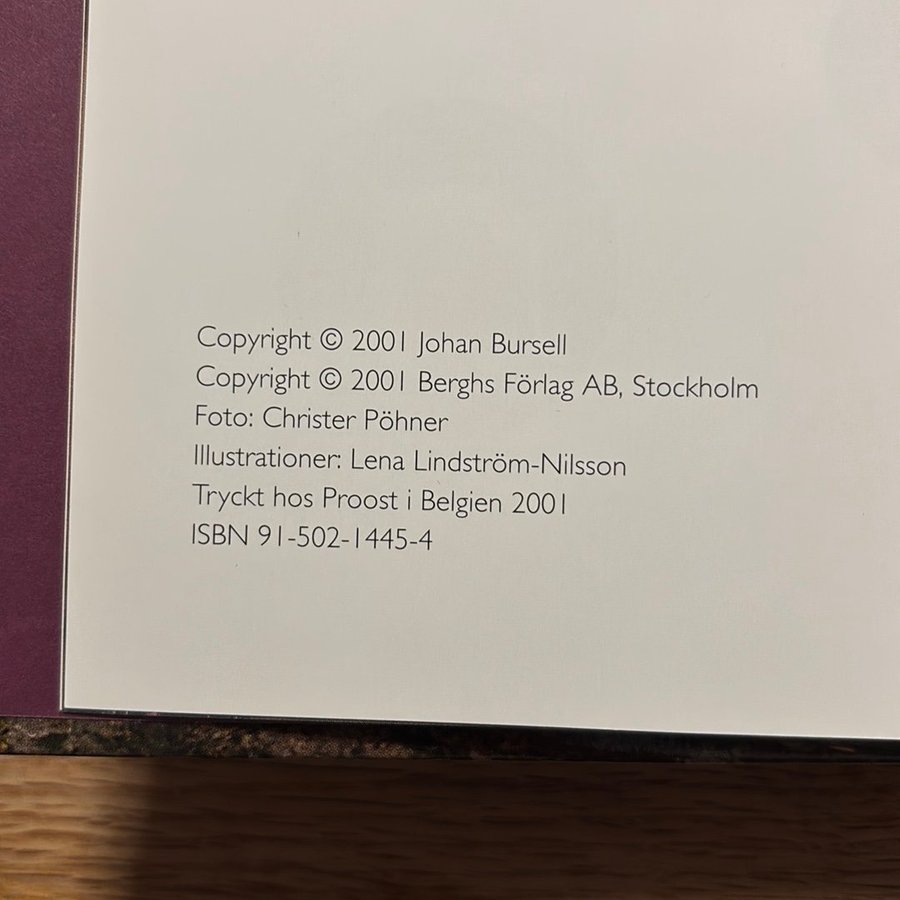 Copyright © 2001 Johan Bursell
Copyright © 2001 Berghs Förlag AB, Stockholm
Foto: Christer Pöhner
Illustrationer: Lena Lindström-Nilsson
Tryckt hos Proost i Belgien 2001
ISBN 91-502-1445-4